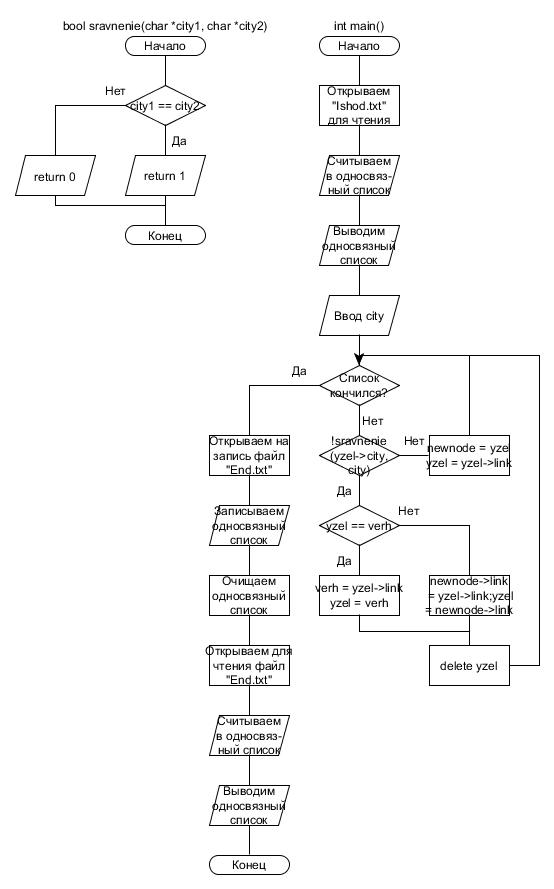 bool sravnenie(char *city1, char *city2)
Начало
Нет
city1 == city2
Да
return 0
return 1
Конец
int main()
Начало
Открываем
"Ishod.txt"
для чтения
Считываем
в односвяз-
ный список
Выводим
односвязный
список
Ввод city
Список
кончился?
Да
Нет
!sravnenie
(yzel->city,
city)
Нет
newnode = yzel
yzel = yzel->link
Да
yzel == verh
Нет
Да
verh = yzel->link
yzel = verh
newnode->link
= yzel->link;yzel
= newnode->link
delete yzel
Открываем на
запись файл
"End.txt"
Записываем
односвязный
список
Очищаем
односвязный
список
Открываем для
чтения файл
"End.txt"
Считываем
в односвяз-
ный список
Выводим
односвязный
список
Конец